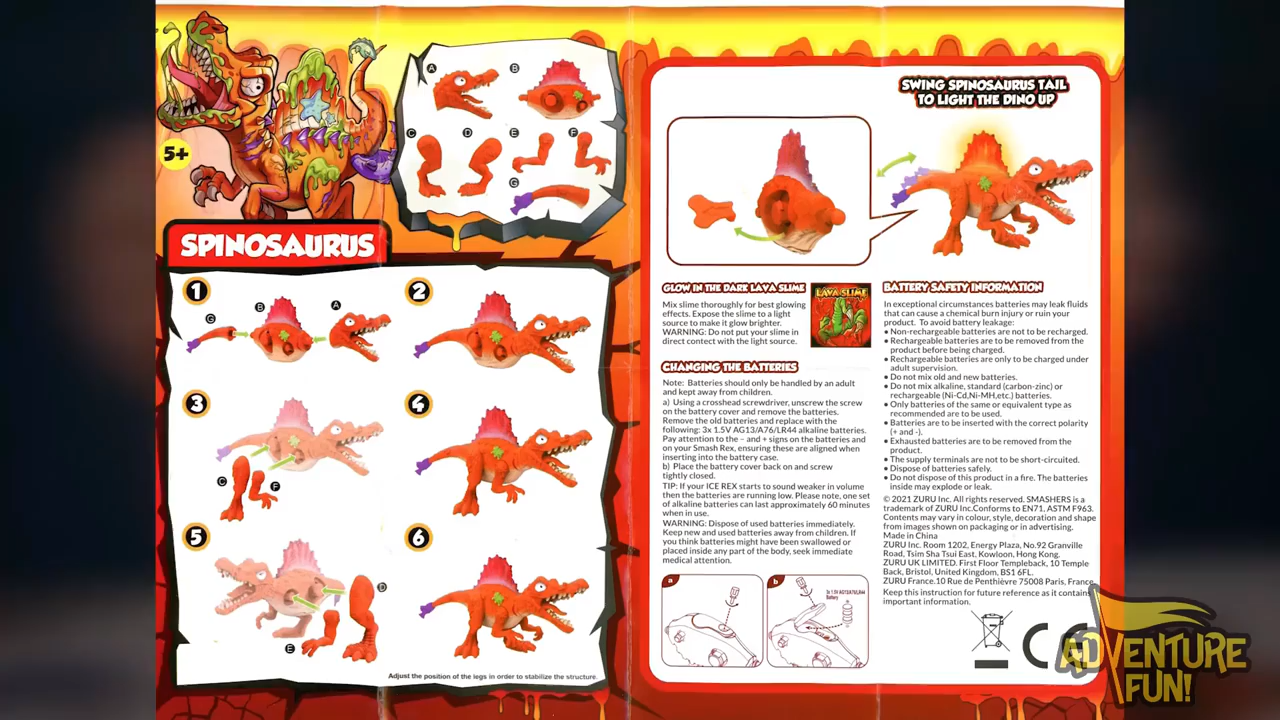 5+
SPINOSAURUS
A
B
C
D
E
F
G
1
G
B
A
2
3
C
F
4
5
D
E
6
Adjust the position of the legs in order to stabilize the structure.
SWING SPINOSAURUS TAIL
TO LIGHT THE DINO UP
GLOW IN THE DARE LAVA SLIME
Mix slime thoroughly for best glowing
effects. Expose the slime to a light
source to make it glow brighter.
WARNING: Do not put your slime in
direct contect with the light source.
LAVA SLIME
CHANGING THE BATTERIES
Note: Batteries should only be handled by an adult
and kept away from children.
a) Using a crosshead screwdriver, unscrew the screw
on the battery cover and remove the batteries.
Remove the old batteries and replace with the
following: 3x 1.5V AG13/A76/LR44 alkaline batteries.
Pay attention to the – and + signs on the batteries and
on your Smash Rex, ensuring these are aligned when
inserting into the battery case.
b) Place the battery cover back on and screw
tightly closed.
TIP: If your ICE REX starts to sound weaker in volume
then the batteries are running low. Please note, one set
of alkaline batteries can last approximately 60 minutes
when in use.
WARNING: Dispose of used batteries immediately.
Keep new and used batteries away from children. If
you think batteries might have been swallowed or
placed inside any part of the body, seek immediate
medical attention.
a
b
3x 1.5V AG13/A76/LR44
Battery
BATTERY SAFETY INFORMATION
In exceptional circumstances batteries may leak fluids
that can cause a chemical burn injury or ruin your
product. To avoid battery leakage:
• Non-rechargeable batteries are not to be recharged.
• Rechargeable batteries are to be removed from the
product before being charged.
• Rechargeable batteries are only to be charged under
adult supervision.
• Do not mix old and new batteries.
• Do not mix alkaline, standard (carbon-zinc) or
rechargeable (Ni-Cd,Ni-MH,etc.) batteries.
• Only batteries of the same or equivalent type as
recommended are to be used.
• Batteries are to be inserted with the correct polarity
(+ and -).
• Exhausted batteries are to be removed from the
product.
• The supply terminals are not to be short-circuited.
• Dispose of batteries safely.
• Do not dispose of this product in a fire. The batteries
inside may explode or leak.
© 2021 ZURU Inc. All rights reserved. SMASHERS is a
trademark of ZURU Inc.Conforms to EN71, ASTM F963.
Contents may vary in colour, style, decoration and shape
from images shown on packaging or in advertising.
Made in China
ZURU Inc. Room 1202, Energy Plaza, No.92 Granville
Road, Tsim Sha Tsui East, Kowloon, Hong Kong.
ZURU UK LIMITED. First Floor Templeback, 10 Temple
Back, Bristol, United Kingdom, BS1 6FL.
ZURU France.10 Rue de Penthièvre 75008 Paris, France
Keep this instruction for future reference as it contains
important information.
CE
ADVENTURE
FUN!